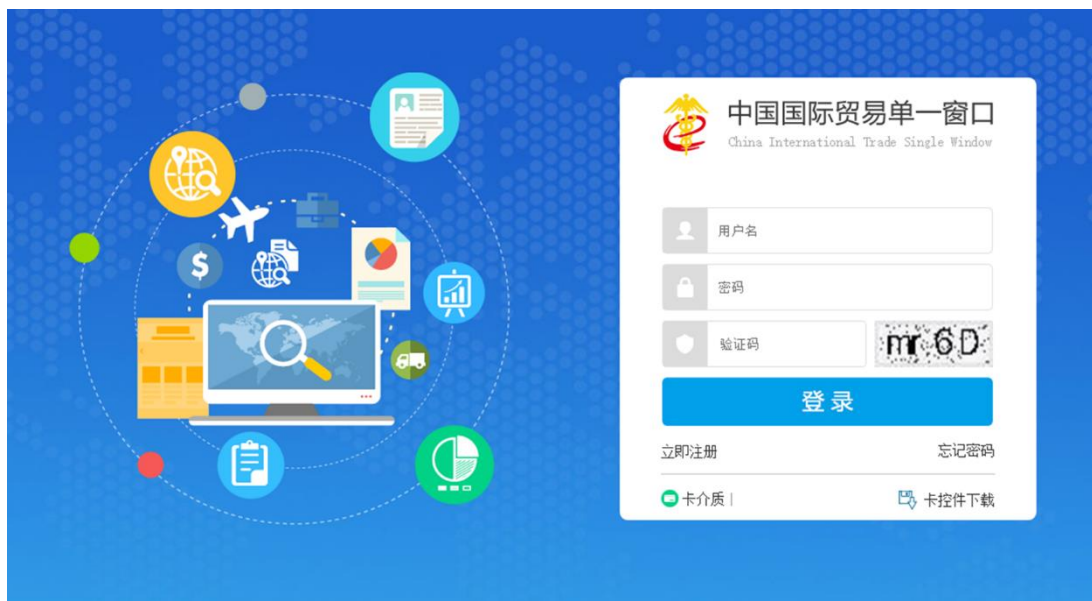 中国国际贸易单一窗口
China International Trade Single Window
用户名
密码
验证码
mr6D
登录
立即注册 忘记密码
卡介质 | 卡控件下载
$